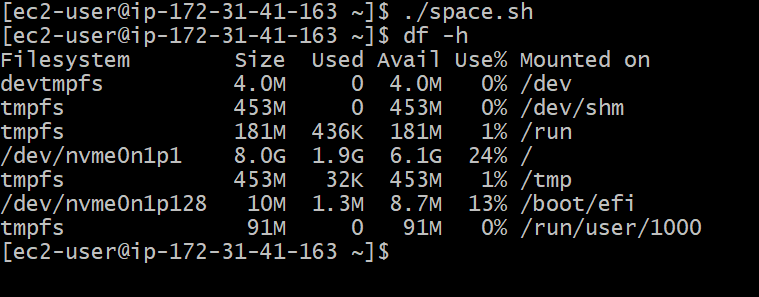 [ec2-user@ip-172-31-41-163 ~]$ ./space.sh
[ec2-user@ip-172-31-41-163 ~]$ df -h
Filesystem        Size  Used Avail Use% Mounted on
devtmpfs          4.0M     0  4.0M   0% /dev
tmpfs             453M     0  453M   0% /dev/shm
tmpfs             181M  436K  181M   1% /run
/dev/nvme0n1p1    8.0G  1.9G  6.1G  24% /
tmpfs             453M   32K  453M   1% /tmp
/dev/nvme0n1p128   10M  1.3M  8.7M  13% /boot/efi
tmpfs              91M     0   91M   0% /run/user/1000
[ec2-user@ip-172-31-41-163 ~]$